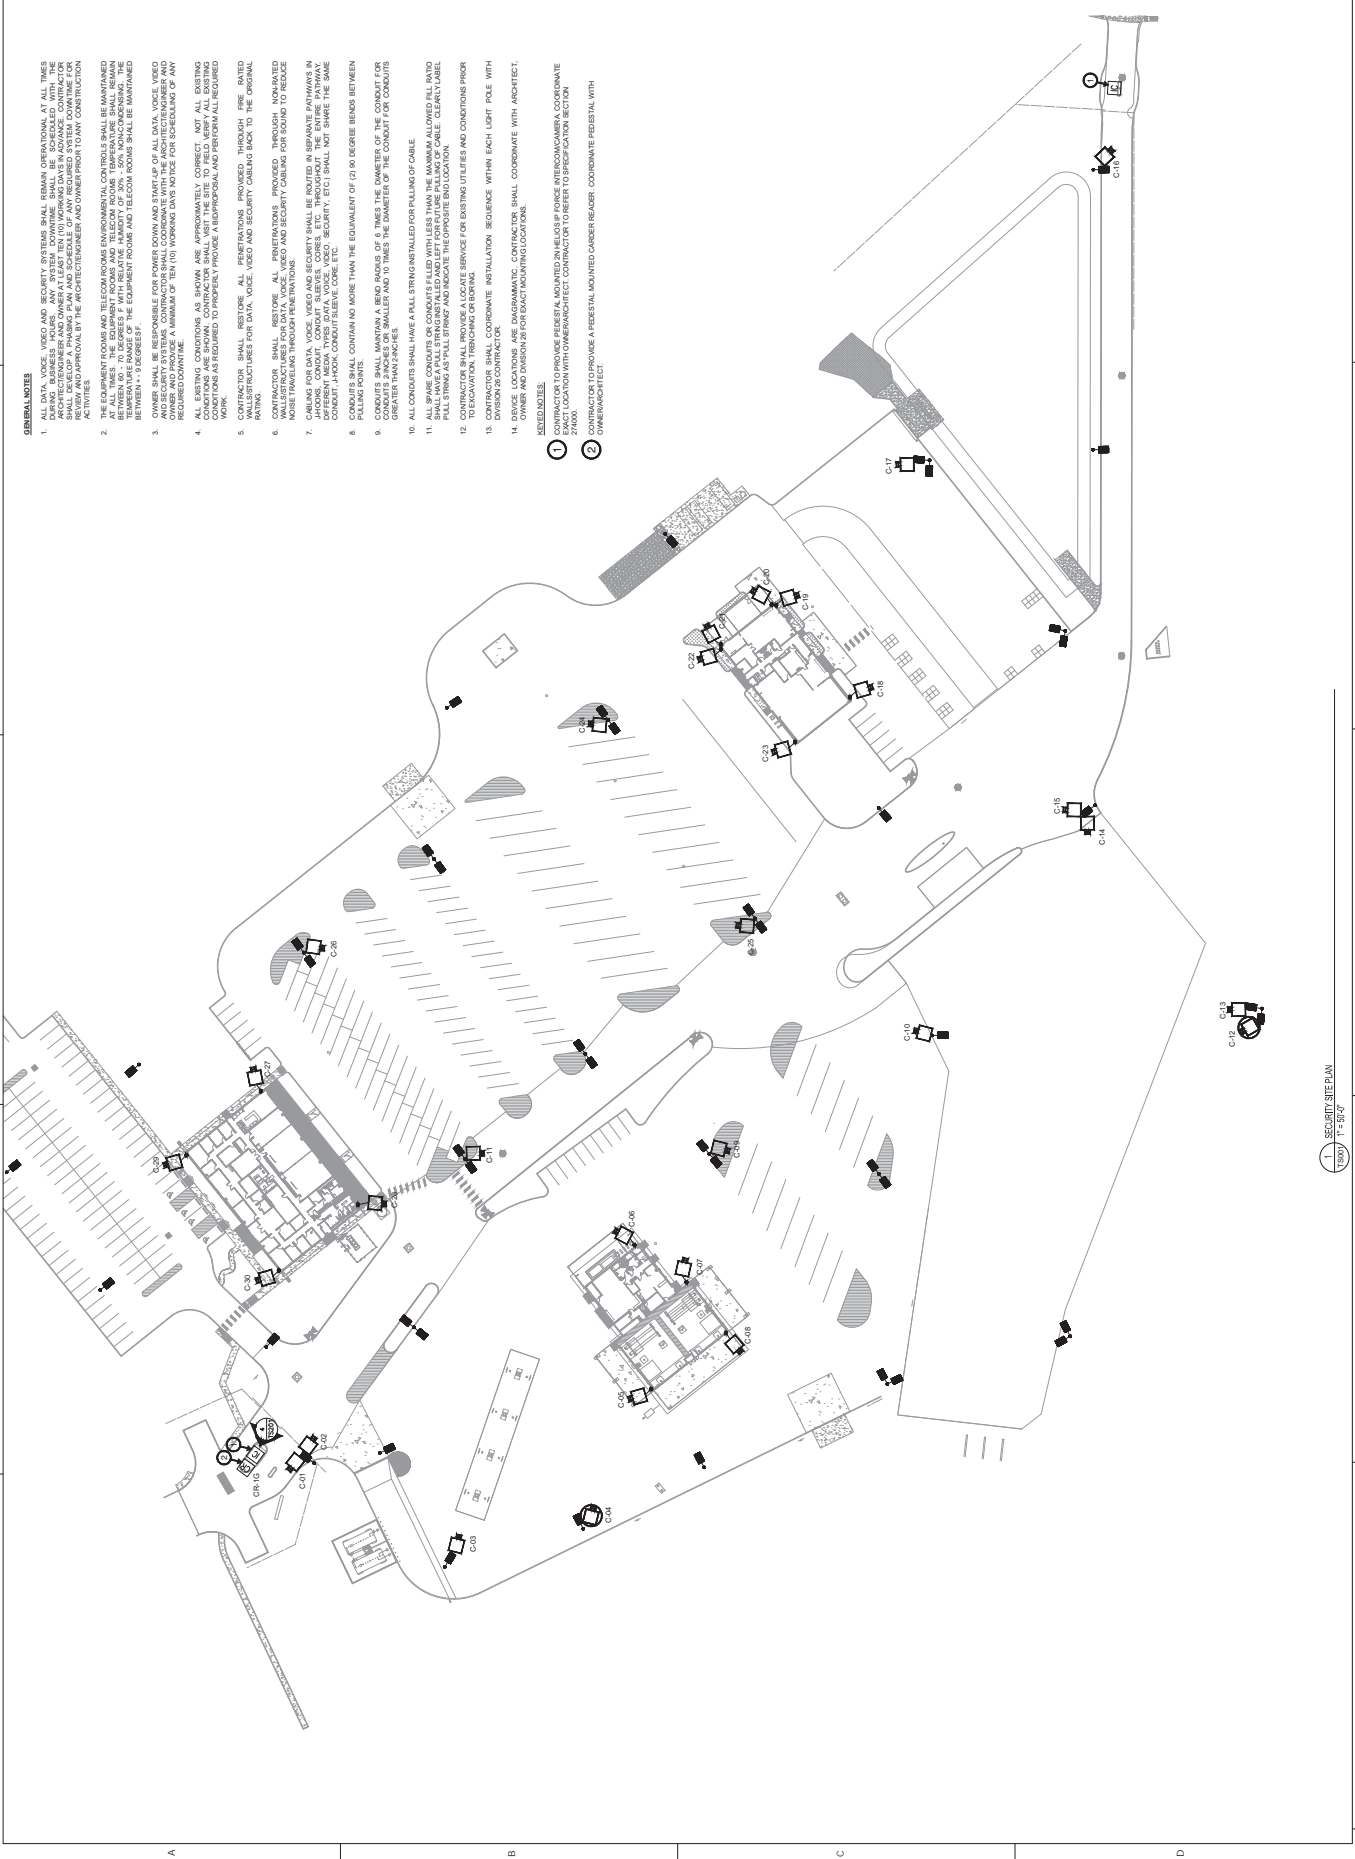 GENERAL NOTES
1. ALL DATA, VOICE, VIDEO AND SECURITY SYSTEMS SHALL REMAIN OPERATIONAL AT ALL TIMES
DURING BUSINESS HOURS. ANY SYSTEM DOWNTIME SHALL BE SCHEDULED WITH THE
ARCHITECT/ENGINEER AND OWNER AT LEAST TEN (10) WORKING DAYS IN ADVANCE. CONTRACTOR
SHALL DEVELOP A PHASING PLAN AND SCHEDULE OF ANY REQUIRED SYSTEM DOWNTIME FOR
REVIEW AND APPROVAL BY THE ARCHITECT/ENGINEER AND OWNER PRIOR TO ANY CONSTRUCTION
ACTIVITIES.
2. THE EQUIPMENT ROOMS AND TELECOM ROOMS ENVIRONMENTAL CONTROLS SHALL BE MAINTAINED
AT ALL TIMES. THE EQUIPMENT ROOMS AND TELECOM ROOMS TEMPERATURE SHALL REMAIN
BETWEEN 60 - 70 DEGREES F WITH RELATIVE HUMIDITY OF 30% - 50% NON-CONDENSING. THE
TEMPERATURE RANGE OF THE EQUIPMENT ROOMS AND TELECOM ROOMS SHALL BE MAINTAINED
BETWEEN + - 9 DEGREES F.
3. OWNER SHALL BE RESPONSIBLE FOR POWER DOWN AND START-UP OF ALL DATA, VOICE, VIDEO
AND SECURITY SYSTEMS. CONTRACTOR SHALL COORDINATE WITH THE ARCHITECT/ENGINEER AND
OWNER AND PROVIDE A MINIMUM OF TEN (10) WORKING DAYS NOTICE FOR SCHEDULING OF ANY
REQUIRED DOWNTIME.
4. ALL EXISTING CONDITIONS AS SHOWN ARE APPROXIMATELY CORRECT. NOT ALL EXISTING
CONDITIONS ARE SHOWN. CONTRACTOR SHALL VISIT THE SITE TO FIELD VERIFY ALL EXISTING
CONDITIONS AS REQUIRED TO PROPERLY PROVIDE A BID/PROPOSAL AND PERFORM ALL REQUIRED
WORK.
5. CONTRACTOR SHALL RESTORE ALL PENETRATIONS PROVIDED THROUGH FIRE RATED
WALLS/STRUCTURES FOR DATA, VOICE, VIDEO AND SECURITY CABLING BACK TO THE ORIGINAL
RATING.
6. CONTRACTOR SHALL RESTORE ALL PENETRATIONS PROVIDED THROUGH NON-RATED
WALLS/STRUCTURES FOR DATA, VOICE, VIDEO AND SECURITY CABLING FOR SOUND TO REDUCE
NOISE TRAVELING THROUGH PENETRATIONS.
7. CABLING FOR DATA, VOICE, VIDEO AND SECURITY SHALL BE ROUTED IN SEPARATE PATHWAYS IN
J-HOOKS, CONDUIT, CONDUIT SLEEVES, CORES, ETC. THROUGHOUT THE ENTIRE PATHWAY.
DIFFERENT MEDIA TYPES (DATA, VOICE, VIDEO, SECURITY, ETC.) SHALL NOT SHARE THE SAME
CONDUIT, J-HOOK, CONDUIT SLEEVE, CORE, ETC.
8. CONDUITS SHALL CONTAIN NO MORE THAN THE EQUIVALENT OF (2) 90 DEGREE BENDS BETWEEN
PULLING POINTS.
9. CONDUITS SHALL MAINTAIN A BEND RADIUS OF 6 TIMES THE DIAMETER OF THE CONDUIT FOR
CONDUITS 2-INCHES OR SMALLER AND 10 TIMES THE DIAMETER OF THE CONDUIT FOR CONDUITS
GREATER THAN 2-INCHES.
10. ALL CONDUITS SHALL HAVE A PULL STRING INSTALLED FOR PULLING OF CABLE.
11. ALL SPARE CONDUITS OR CONDUITS FILLED WITH LESS THAN THE MAXIMUM ALLOWED FILL RATIO
SHALL HAVE A PULL STRING INSTALLED AND LEFT FOR FUTURE PULLING OF CABLE. CLEARLY LABEL
PULL STRING AS "PULL STRING" AND INDICATE THE OPPOSITE END LOCATION.
12. CONTRACTOR SHALL PROVIDE A LOCATE SERVICE FOR EXISTING UTILITIES AND CONDITIONS PRIOR
TO EXCAVATION, TRENCHING OR BORING.
13. CONTRACTOR SHALL COORDINATE INSTALLATION SEQUENCE WITHIN EACH LIGHT POLE WITH
DIVISION 26 CONTRACTOR.
14. DEVICE LOCATIONS ARE DIAGRAMMATIC. CONTRACTOR SHALL COORDINATE WITH ARCHITECT,
OWNER AND DIVISION 26 FOR EXACT MOUNTING LOCATIONS.
KEYED NOTES:
1 CONTRACTOR TO PROVIDE PEDESTAL MOUNTED 2N HELIOS IP FORCE INTERCOM/CAMERA. COORDINATE
EXACT LOCATION WITH OWNER/ARCHITECT. CONTRACTOR TO REFER TO SPECIFICATION SECTION
274000.
2 CONTRACTOR TO PROVIDE A PEDESTAL MOUNTED CARDER READER. COORDINATE PEDESTAL WITH
OWNER/ARCHITECT.
A
B
C
D
C-29
C-27
C-28
C-30
C-26
C-11
2
1
CR
IC
4
TS201
CR-1G
C-01
C-02
C-03
C-04
C-05
C-06
C-07
C-08
C-09
C-10
C-24
C-25
C-22
C-21
C-20
C-19
C-18
C-23
C-17
C-15
C-14
C-16
1
IC
C-13
C-12
1
TS001
SECURITY SITE PLAN
1" = 50'-0"